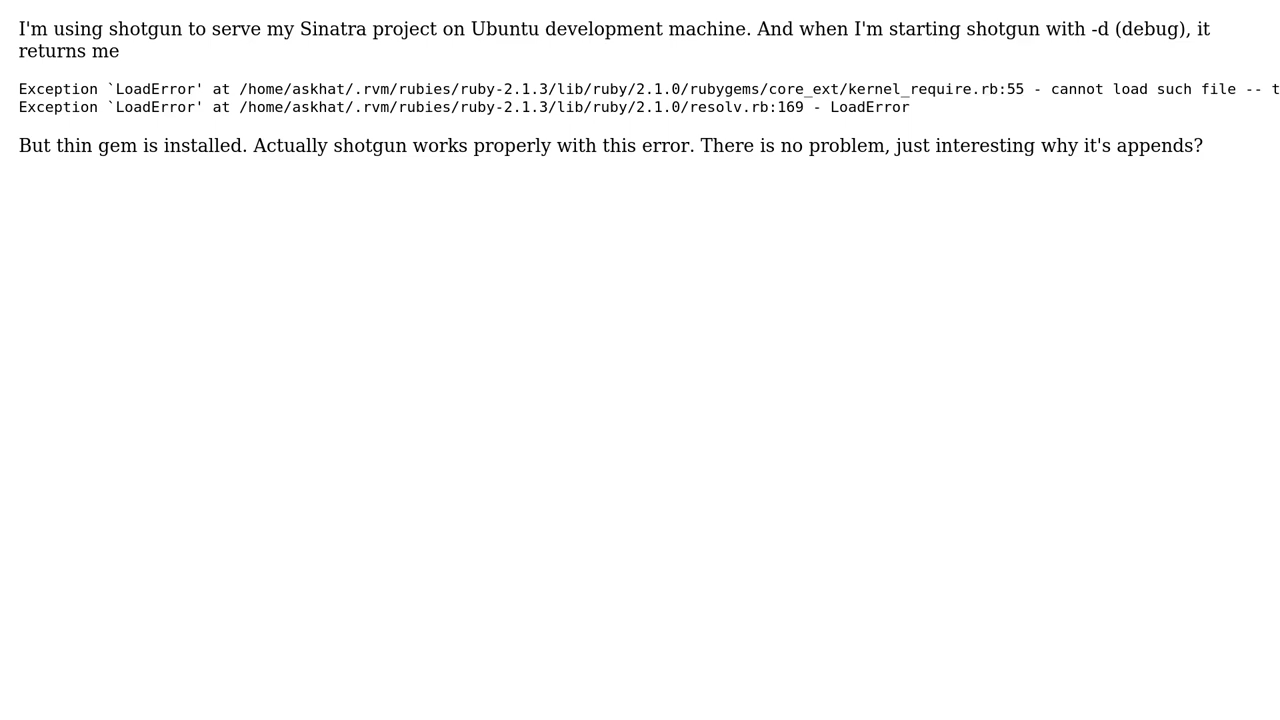 I'm using shotgun to serve my Sinatra project on Ubuntu development machine. And when I'm starting shotgun with -d (debug), it
returns me
Exception `LoadError' at /home/askhat/.rvm/rubies/ruby-2.1.3/lib/ruby/2.1.0/rubygems/core_ext/kernel_require.rb:55 - cannot load such file -- t
Exception `LoadError' at /home/askhat/.rvm/rubies/ruby-2.1.3/lib/ruby/2.1.0/resolv.rb:169 - LoadError
But thin gem is installed. Actually shotgun works properly with this error. There is no problem, just interesting why it's appends?